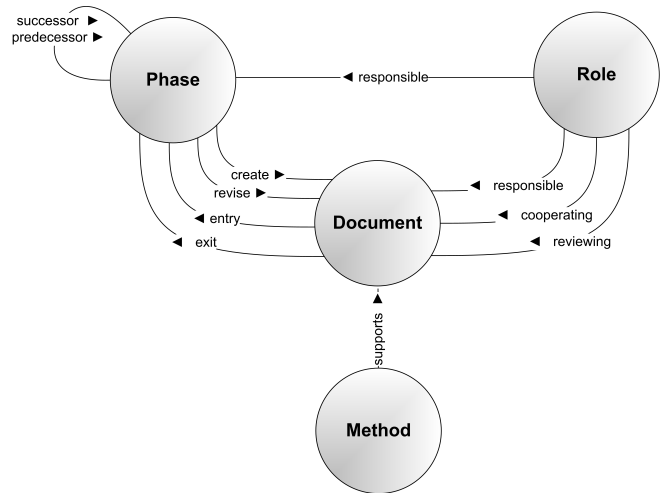 successor ▶
predecessor ▶
Phase
◀ responsible
Role
create ▶
revise ▶
◀ entry
◀ exit
Document
◀ responsible
◀ cooperating
◀ reviewing
supports ▶
Method